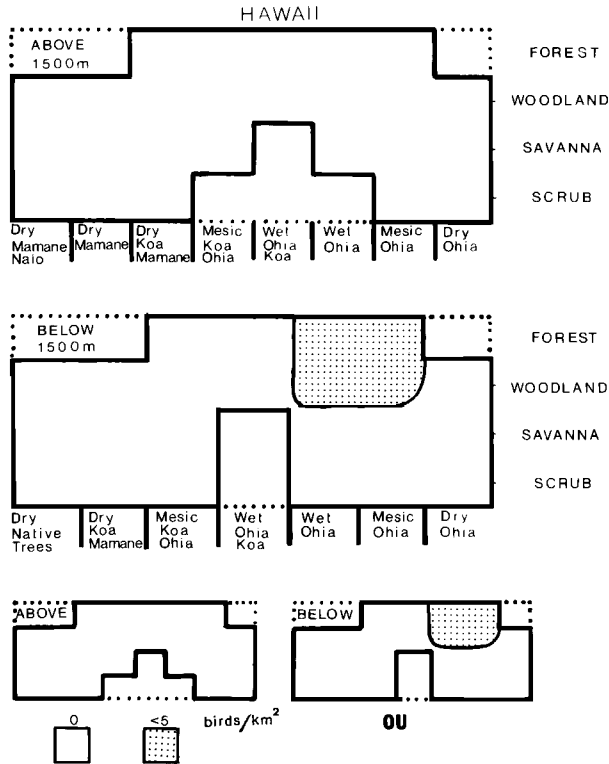 HAWAII
ABOVE
1500m
FOREST
WOODLAND
SAVANNA
SCRUB
Dry Mamane Naio
Dry Mamane
Dry Koa Mamane
Mesic Koa Ohia
Wet Ohia Koa
Wet Ohia
Mesic Ohia
Dry Ohia
BELOW
1500m
FOREST
WOODLAND
SAVANNA
SCRUB
Dry Native Trees
Dry Koa Mamane
Mesic Koa Ohia
Wet Ohia Koa
Wet Ohia
Mesic Ohia
Dry Ohia
ABOVE
BELOW
0 <5 birds/km²
OU